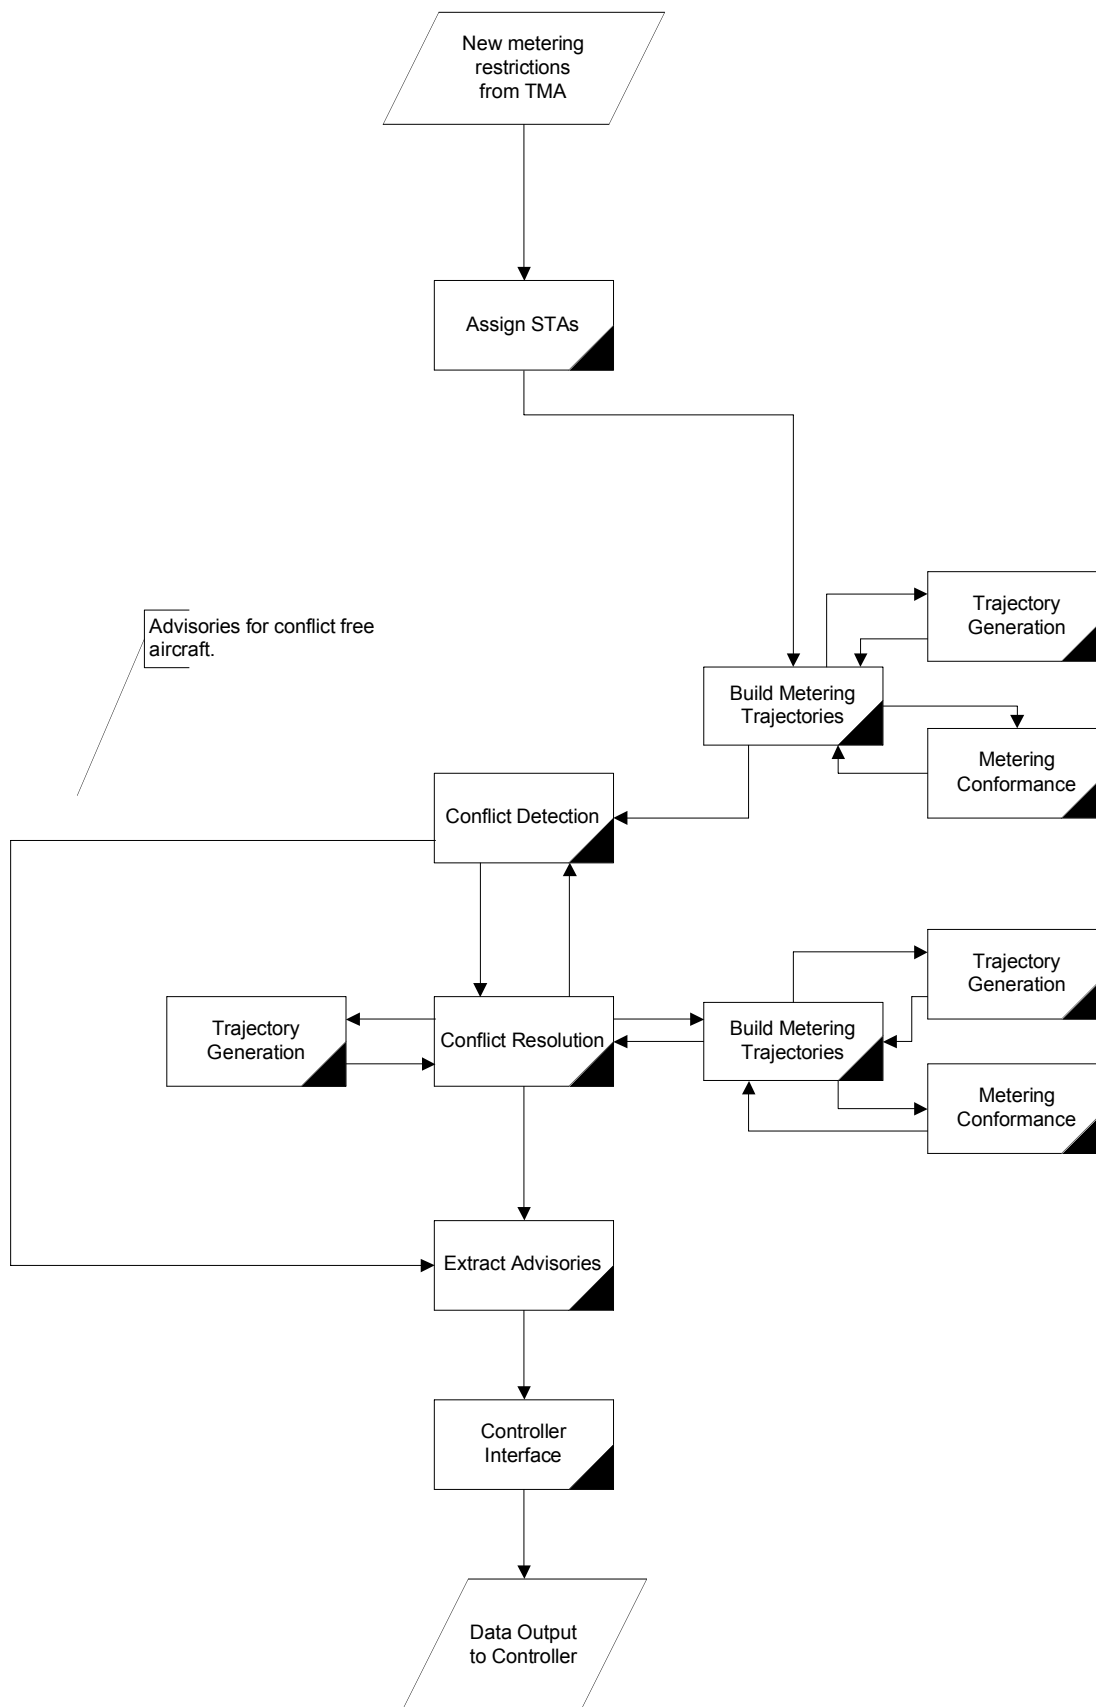 New metering
restrictions
from TMA
Assign STAs
Trajectory
Generation
Advisories for conflict free
aircraft.
Build Metering
Trajectories
Metering
Conformance
Conflict Detection
Trajectory
Generation
Trajectory
Generation
Conflict Resolution
Build Metering
Trajectories
Metering
Conformance
Extract Advisories
Controller
Interface
Data Output
to Controller